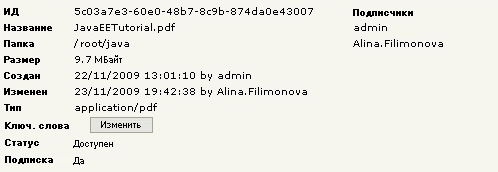 ИД 5c03a7e3-60e0-48b7-8c9b-874da0e43007
Название JavaEETutorial.pdf
Папка /root/java
Размер 9.7 МБайт
Создан 22/11/2009 13:01:10 by admin
Изменен 23/11/2009 19:42:38 by Alina.Filimonova
Тип application/pdf
Ключ. слова Изменить
Статус Доступен
Подписка Да
Подписчики
admin
Alina.Filimonova